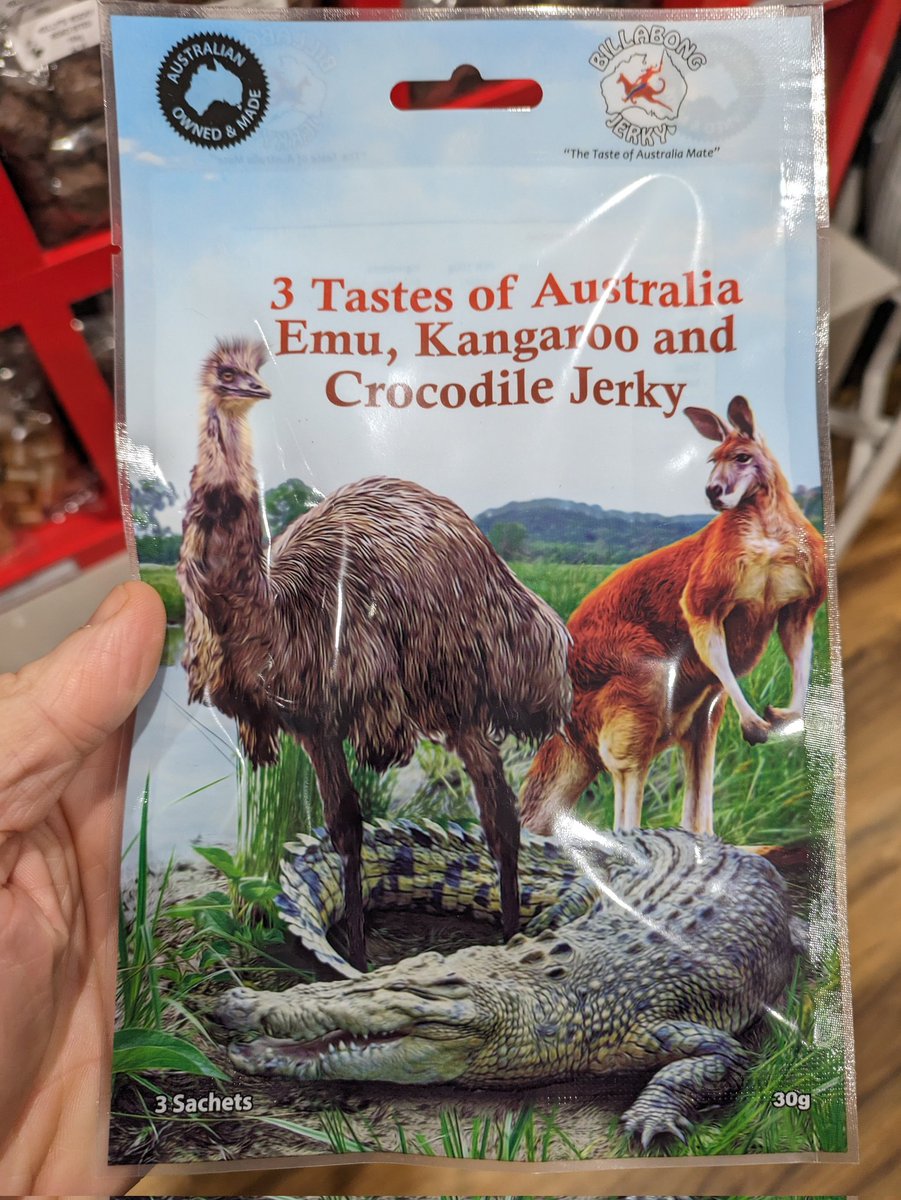 AUSTRALIAN
OWNED & MADE
BILLABONG
JERKY
"The Taste of Australia Mate"
3 Tastes of Australia
Emu, Kangaroo and
Crocodile Jerky
3 Sachets
30g